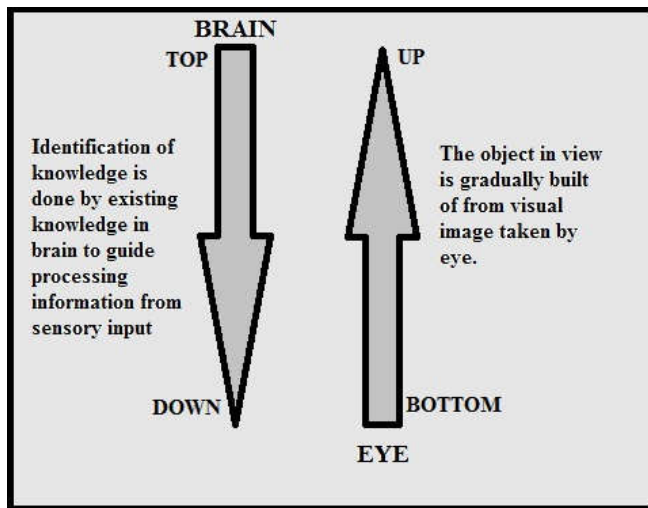 BRAIN
TOP
UP
Identification of
knowledge is
done by existing
knowledge in
brain to guide
processing
information from
sensory input
The object in view
is gradually built
of from visual
image taken by
eye.
DOWN
BOTTOM
EYE